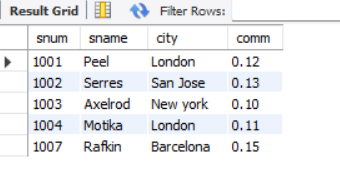 Result Grid Filter Rows:
snum sname city comm
1001 Peel London 0.12
1002 Serres San Jose 0.13
1003 Axelrod New york 0.10
1004 Motika London 0.11
1007 Rafkin Barcelona 0.15